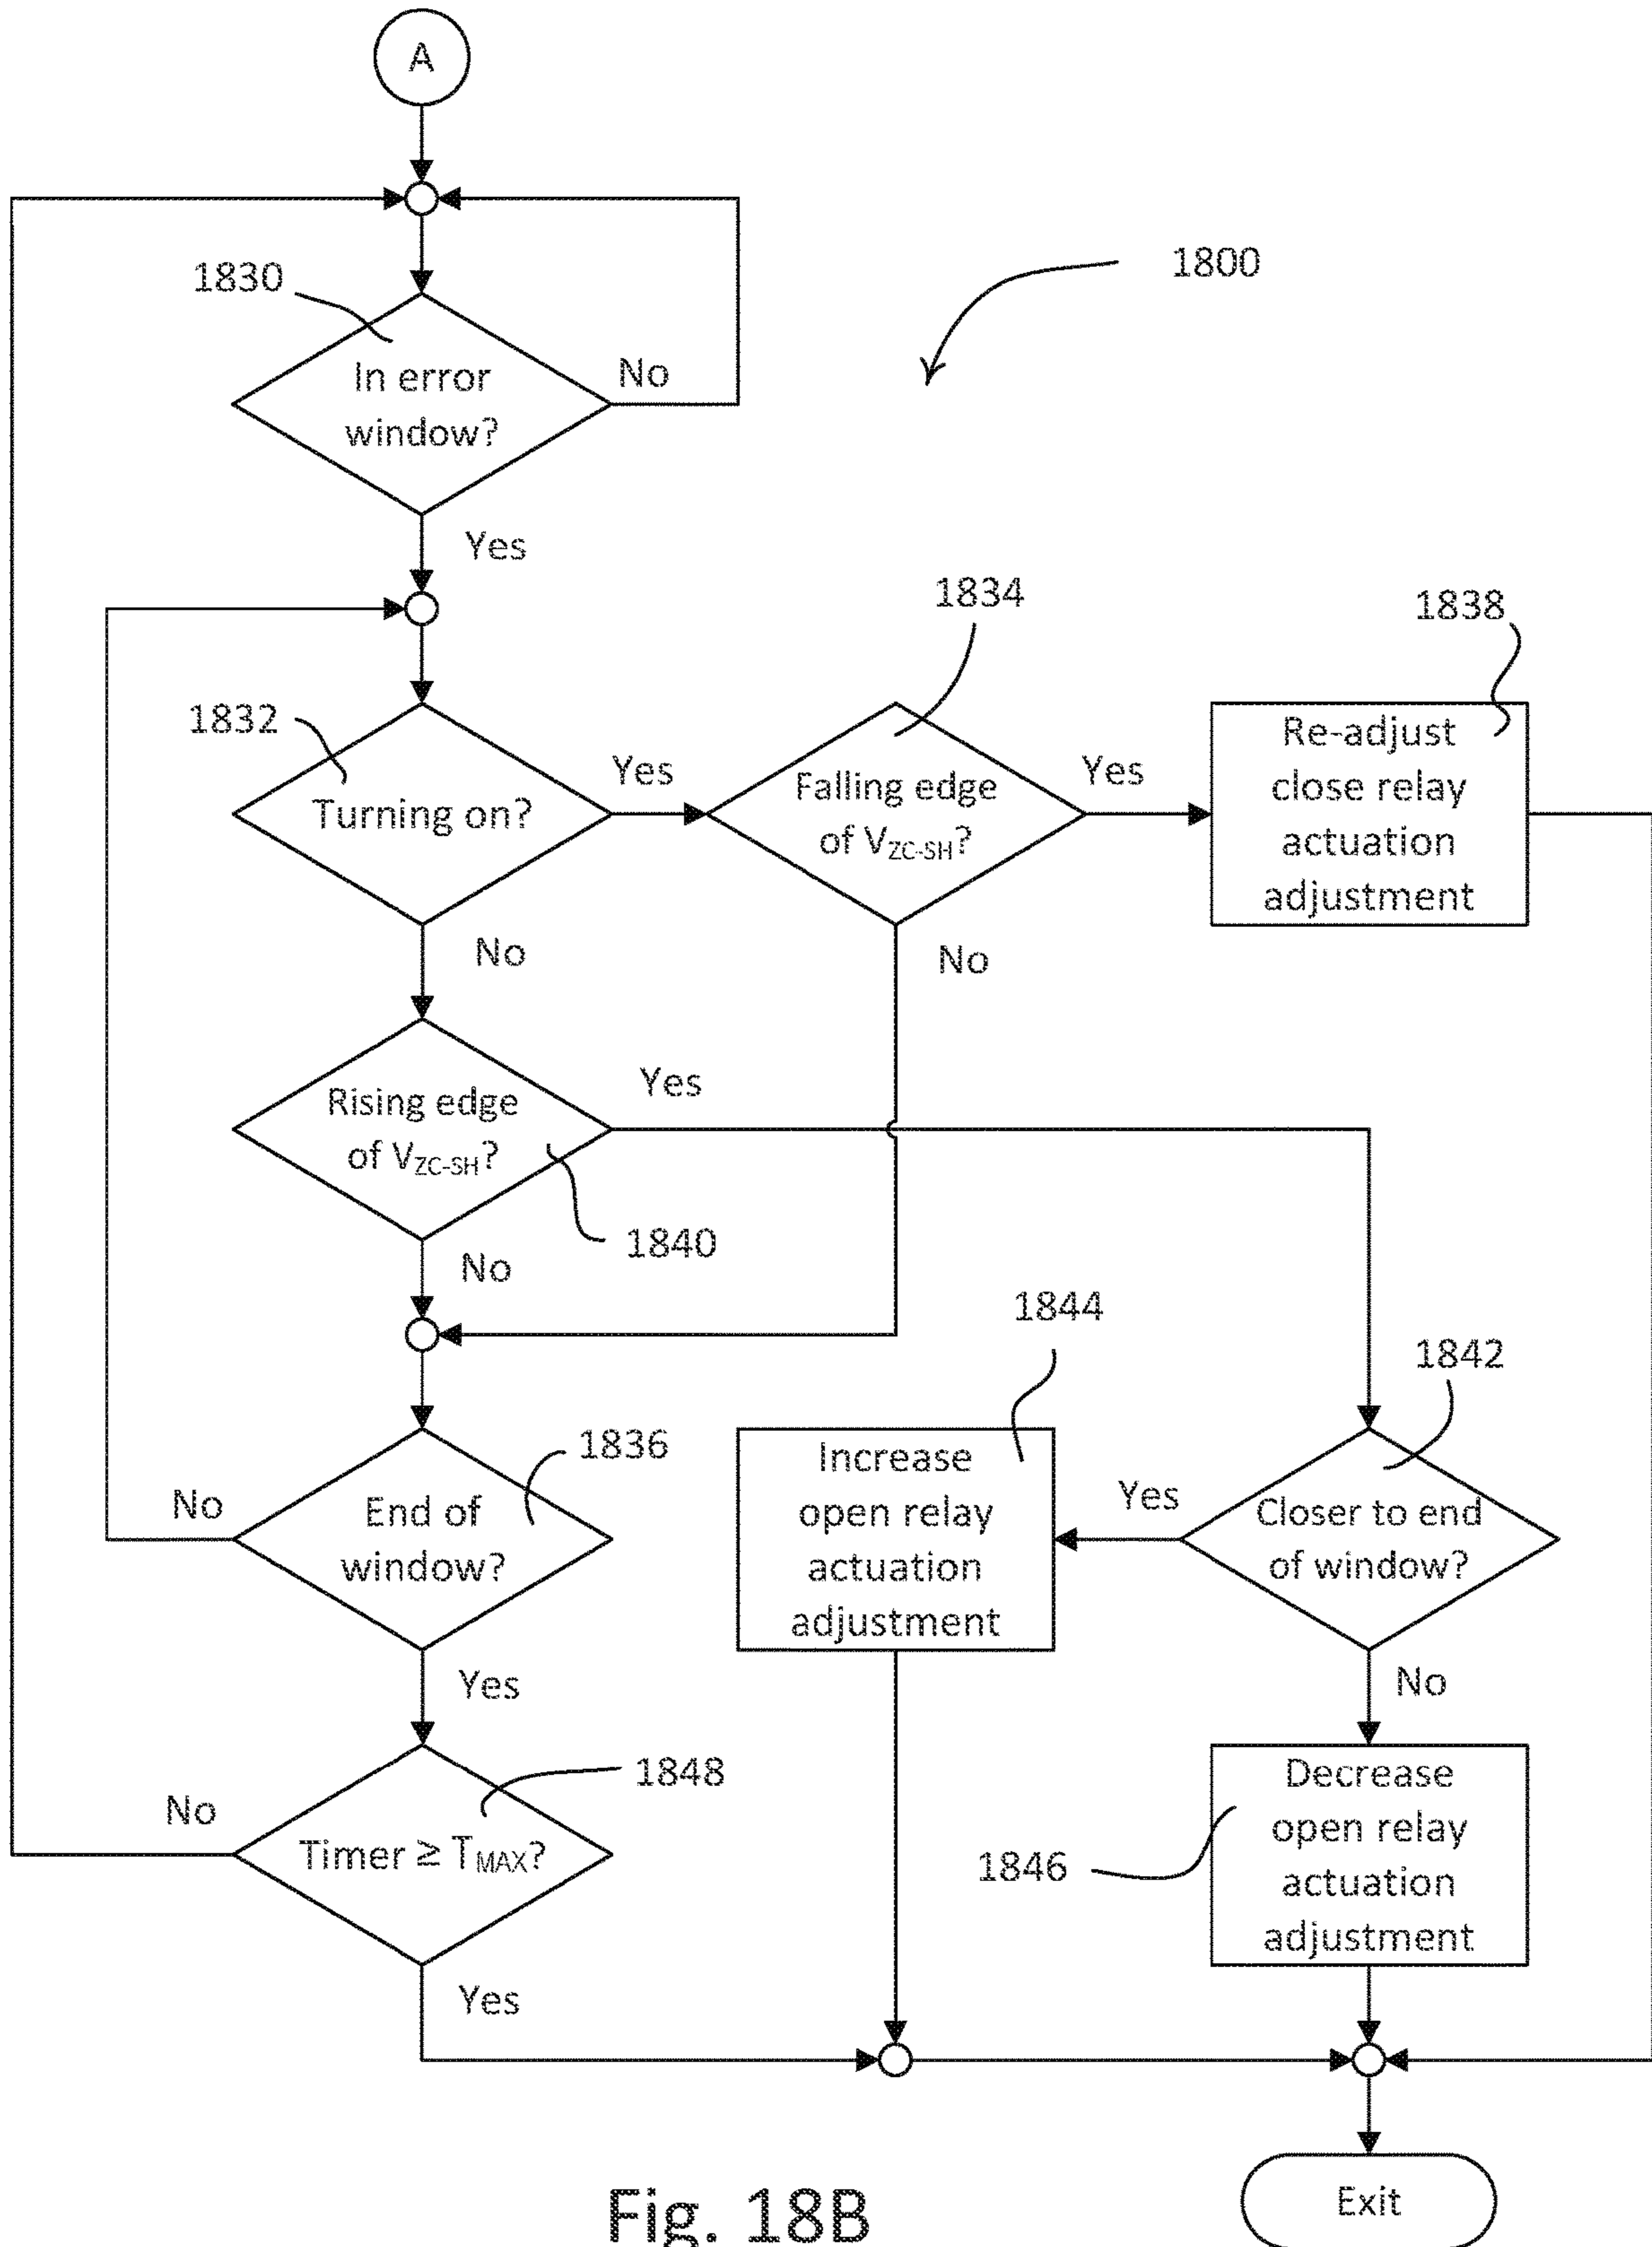 A
1800
1830
In error
window?
No
Yes
1832
Turning on?
Yes
No
1834
Falling edge
of VZC-SH?
Yes
No
1838
Re-adjust
close relay
actuation
adjustment
Rising edge
of VZC-SH?
Yes
1840
No
1836
End of
window?
No
Yes
1844
Increase
open relay
actuation
adjustment
1842
Closer to end
of window?
Yes
No
1848
Timer ≥ TMAX?
No
Yes
1846
Decrease
open relay
actuation
adjustment
Exit
Fig. 18B